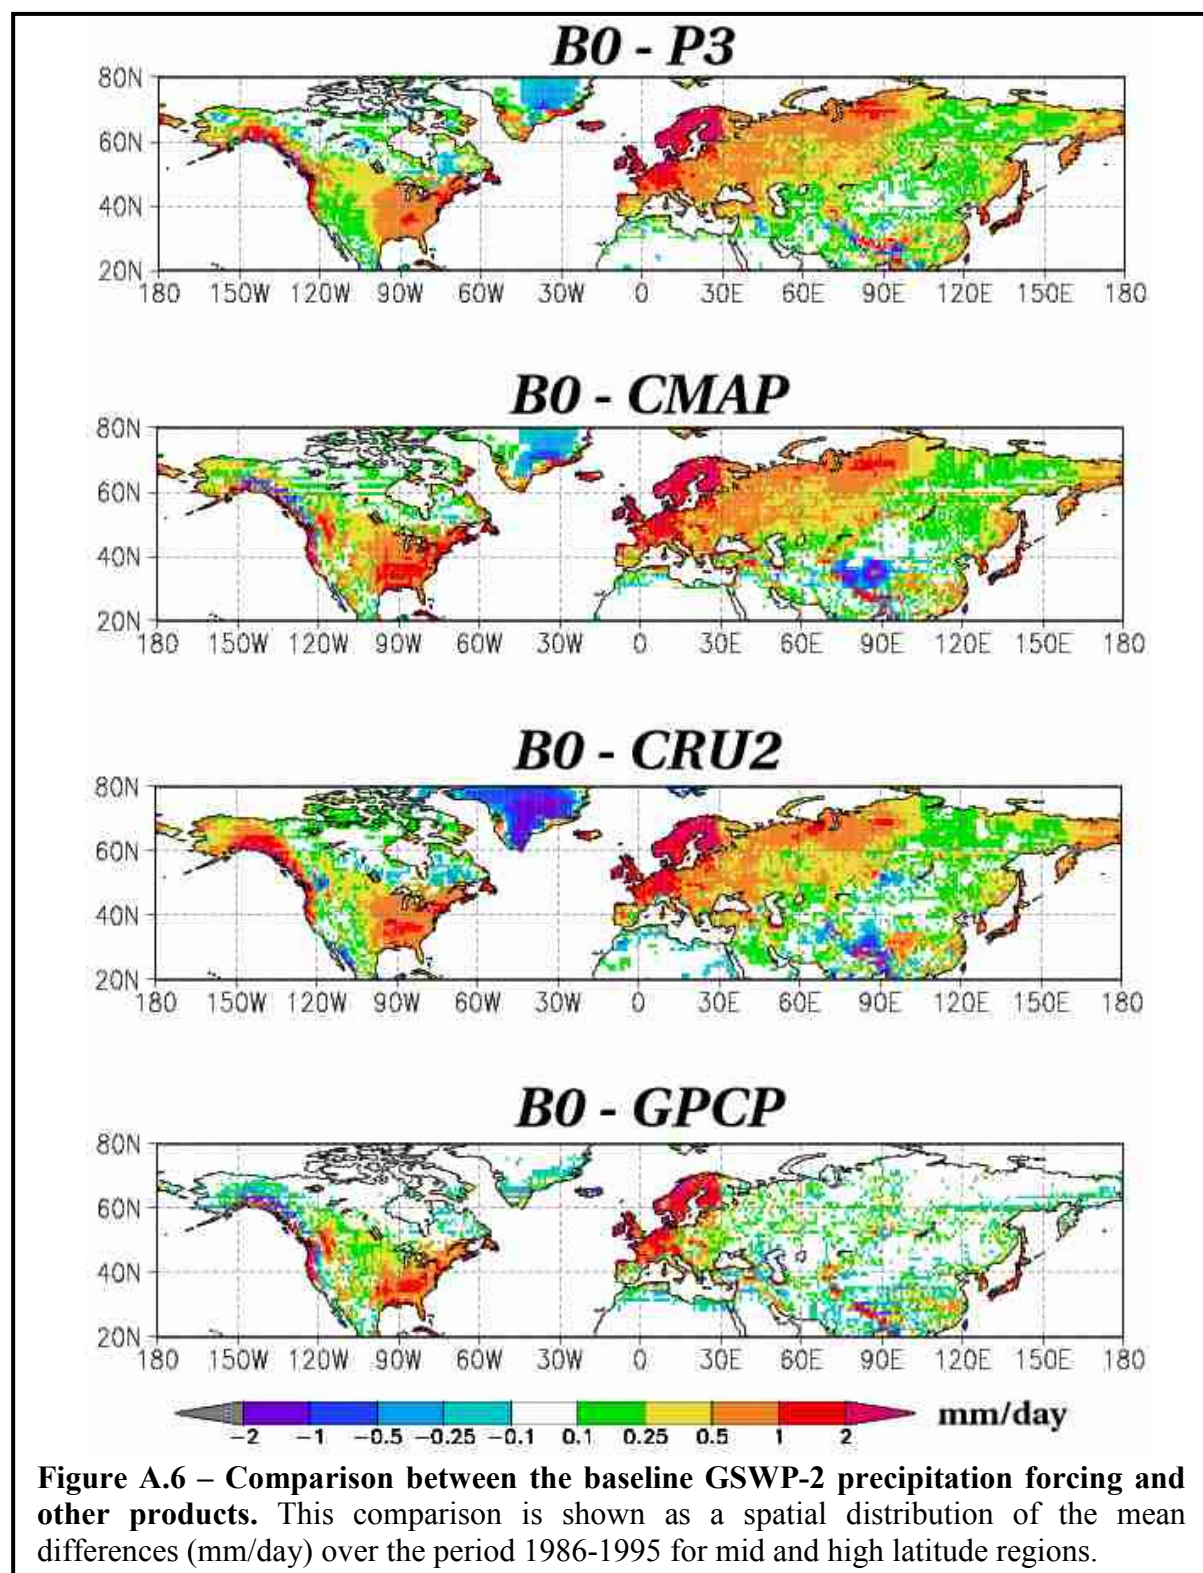 B0 - P3
80N
60N
40N
20N
180 150W 120W 90W 60W 30W 0 30E 60E 90E 120E 150E 180
B0 - CMAP
80N
60N
40N
20N
180 150W 120W 90W 60W 30W 0 30E 60E 90E 120E 150E 180
B0 - CRU2
80N
60N
40N
20N
180 150W 120W 90W 60W 30W 0 30E 60E 90E 120E 150E 180
B0 - GPCP
80N
60N
40N
20N
180 150W 120W 90W 60W 30W 0 30E 60E 90E 120E 150E 180
−2 −1 −0.5 −0.25 −0.1 0.1 0.25 0.5 1 2 mm/day
Figure A.6 – Comparison between the baseline GSWP-2 precipitation forcing and
other products. This comparison is shown as a spatial distribution of the mean
differences (mm/day) over the period 1986-1995 for mid and high latitude regions.